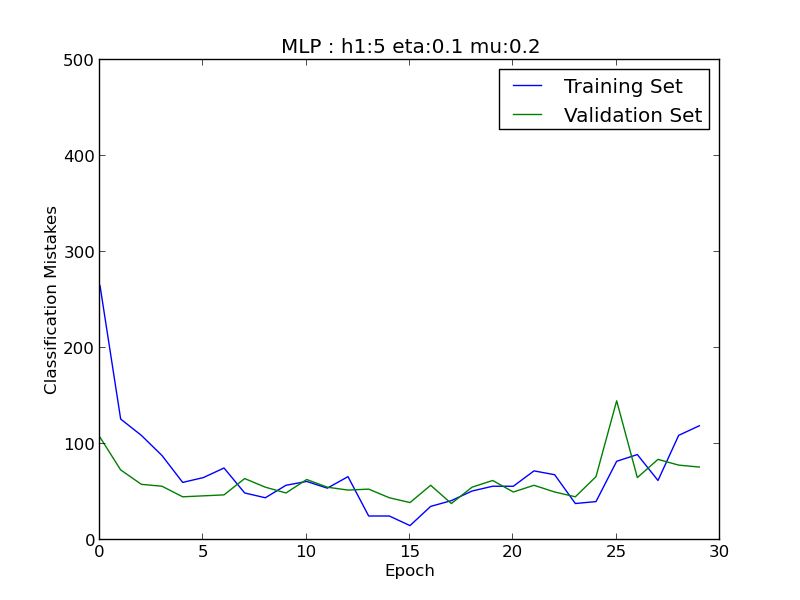 MLP : h1:5 eta:0.1 mu:0.2
500
Training Set
Validation Set
400
300
200
100
0
Classification Mistakes
0 5 10 15 20 25 30
Epoch